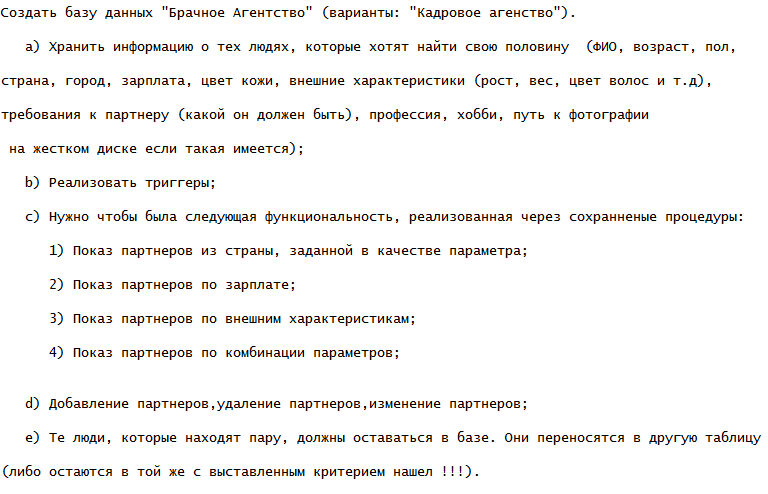 Создать базу данных "Брачное Агентство" (варианты: "Кадровое агенство").
a) Хранить информацию о тех людях, которые хотят найти свою половину (ФИО, возраст, пол,
страна, город, зарплата, цвет кожи, внешние характеристики (рост, вес, цвет волос и т.д),
требования к партнеру (какой он должен быть), профессия, хобби, путь к фотографии
на жестком диске если такая имеется);
b) Реализовать триггеры;
c) Нужно чтобы была следующая функциональность, реализованная через сохранненые процедуры:
1) Показ партнеров из страны, заданной в качестве параметра;
2) Показ партнеров по зарплате;
3) Показ партнеров по внешним характеристикам;
4) Показ партнеров по комбинации параметров;
d) Добавление партнеров,удаление партнеров,изменение партнеров;
e) Те люди, которые находят пару, должны оставаться в базе. Они переносятся в другую таблицу
(либо остаются в той же с выставленным критерием нашел !!!).